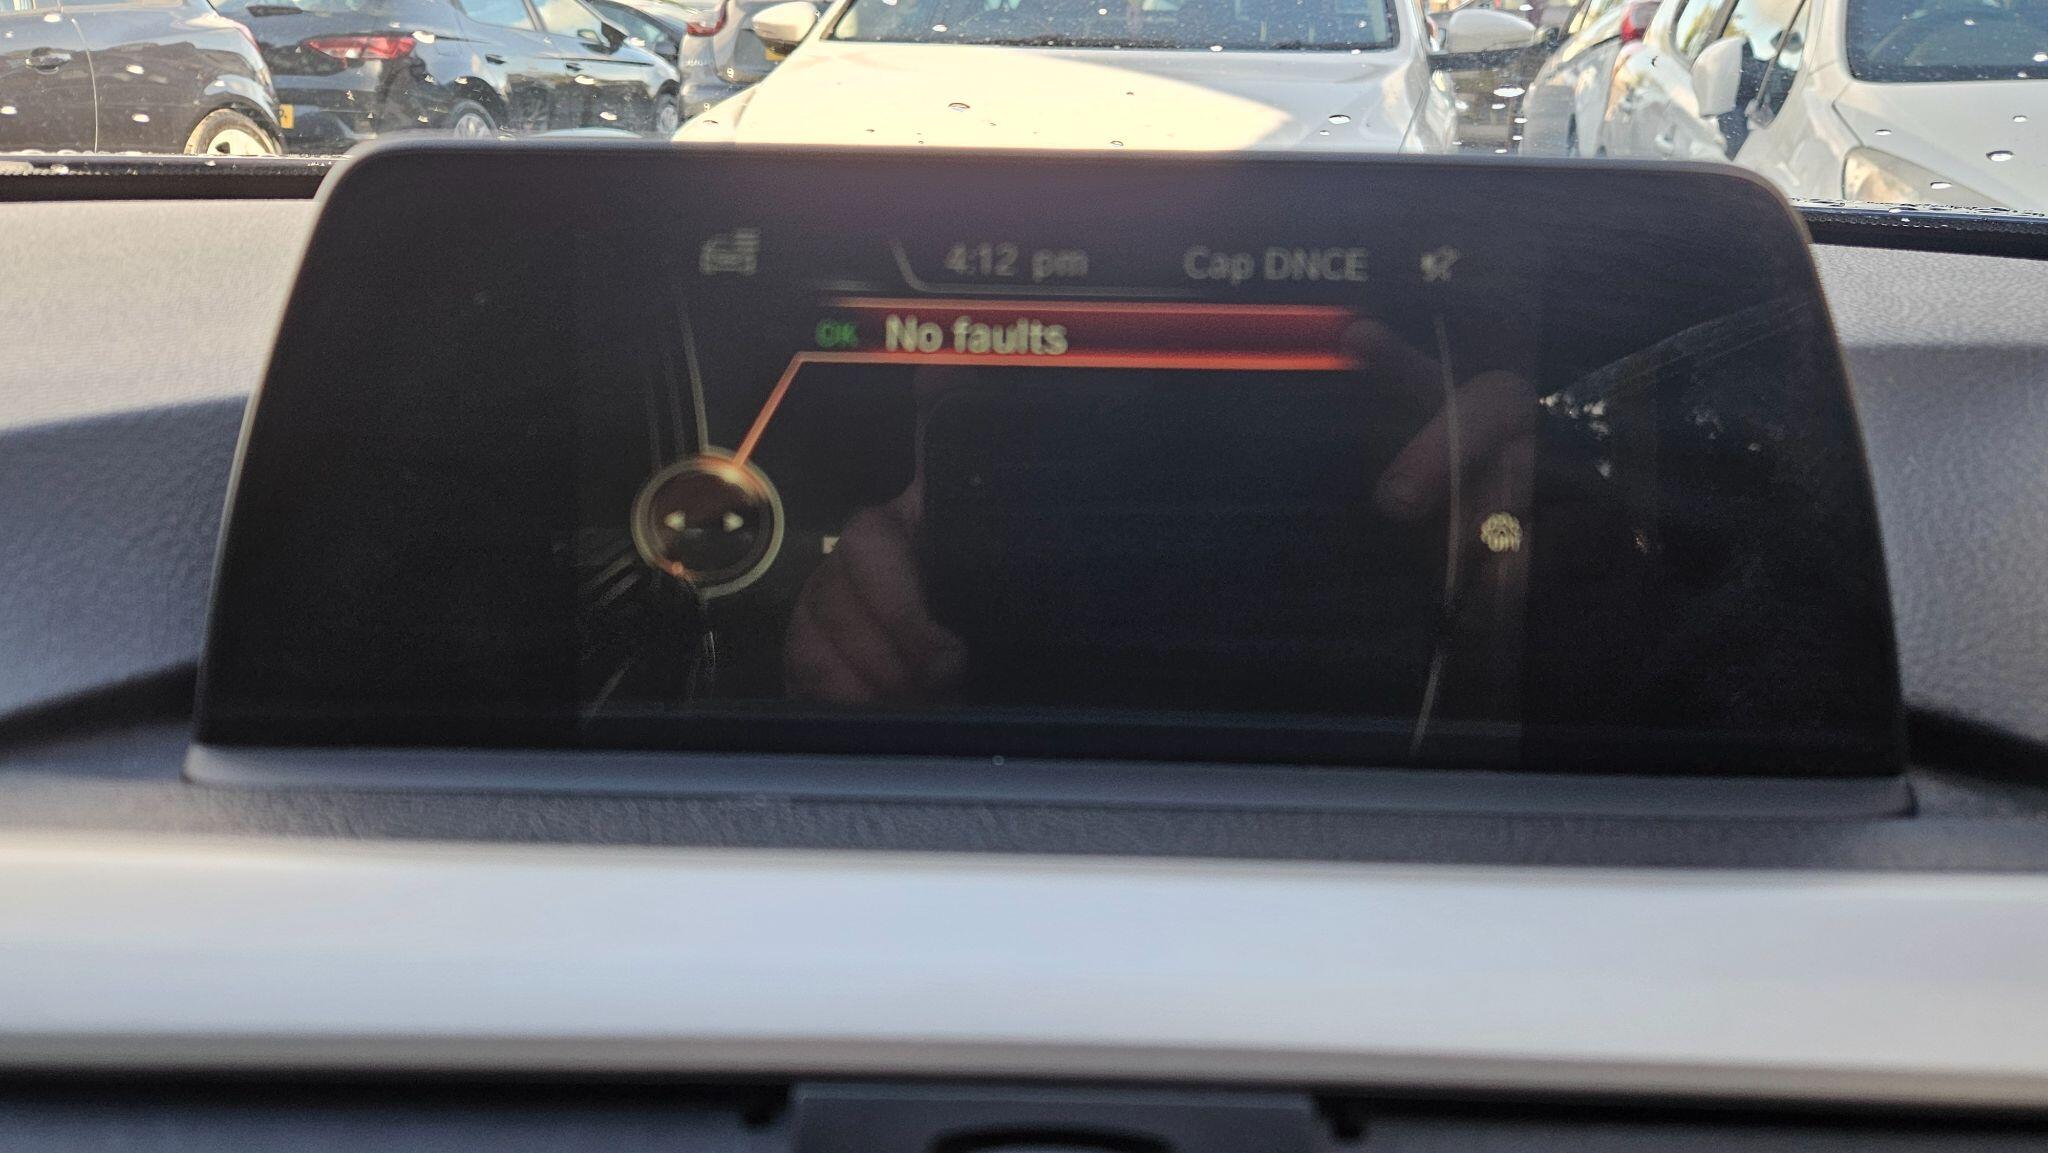 4:12 pm Cap DNCE
OK No faults